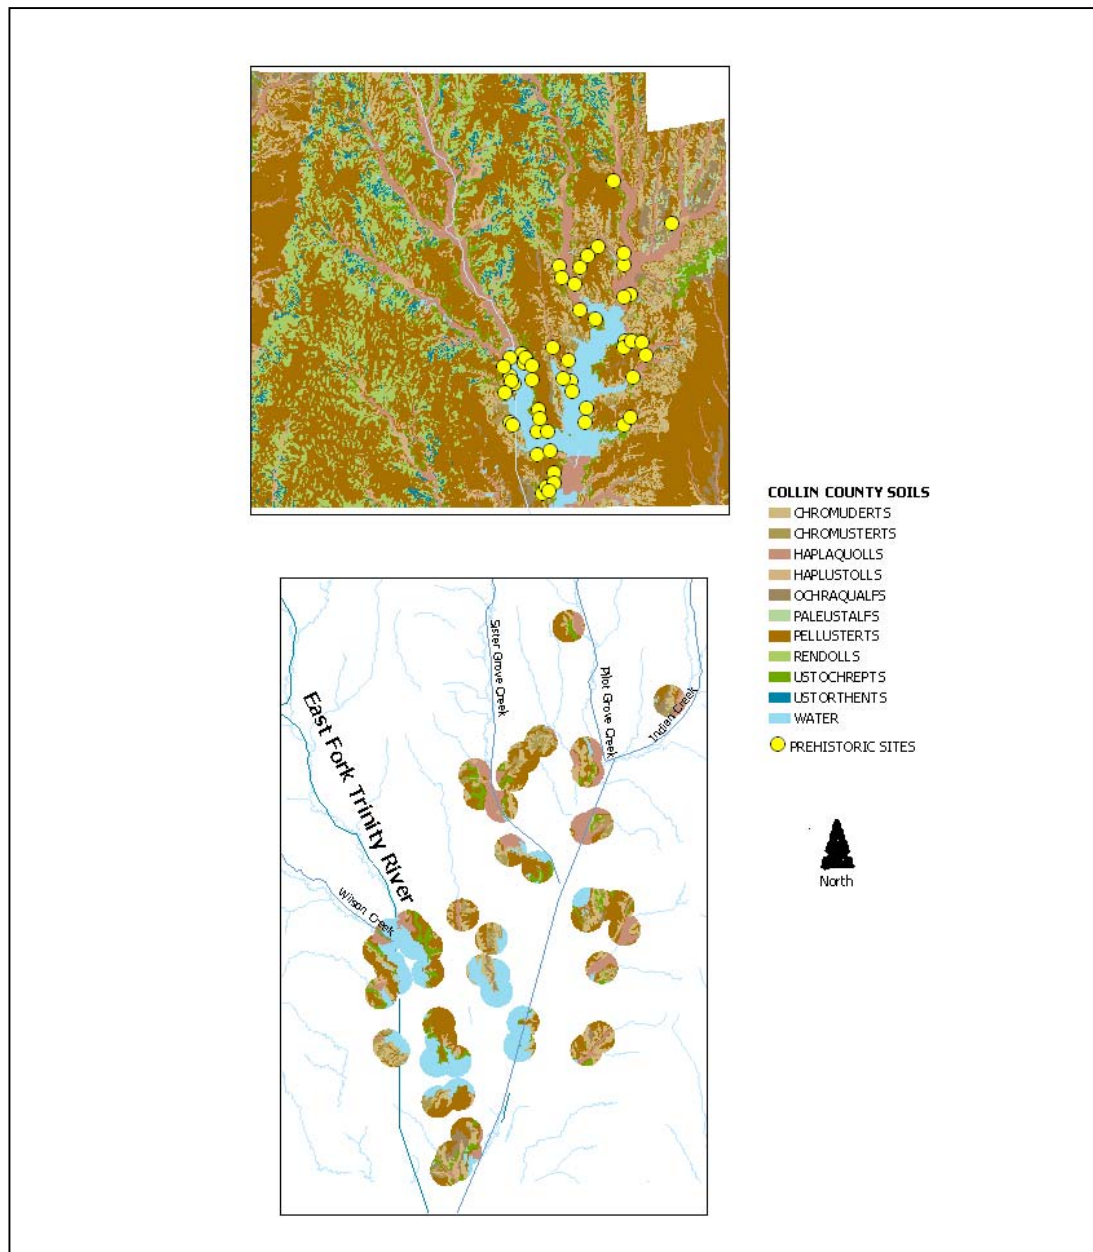 COLLIN COUNTY SOILS
CHROMUDERTS
CHROMUSTERTS
HAPLAQUOLLS
HAPLUSTOLLS
OCHRAQUALFS
PALEUSTALFS
PELLUSTERTS
RENDOLLS
USTOCHREPTS
USTORTHENTS
WATER
PREHISTORIC SITES
North
Sister Grove Creek
Pilot Grove Creek
Indian Creek
East Fork Trinity River
Wilson Creek